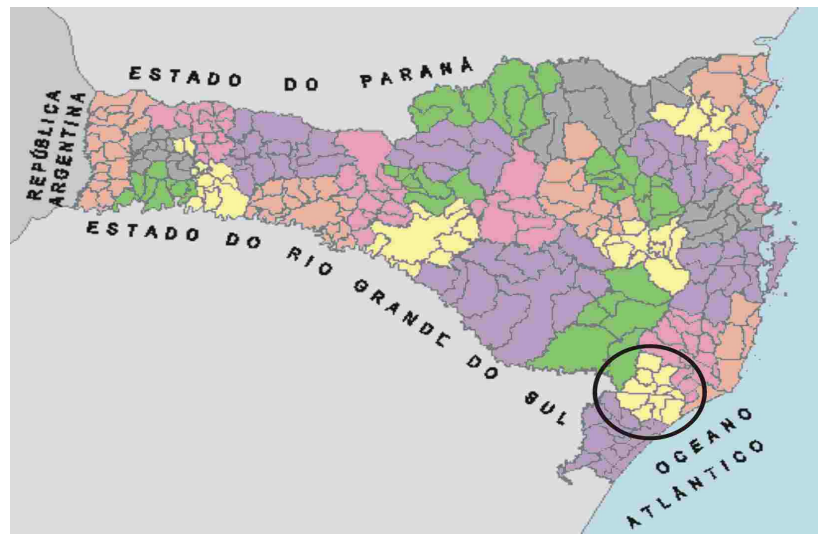 ESTADO DO PARANÁ
REPÚBLICA
ARGENTINA
ESTADO DO RIO GRANDE DO SUL
OCEANO
ATLÂNTICO